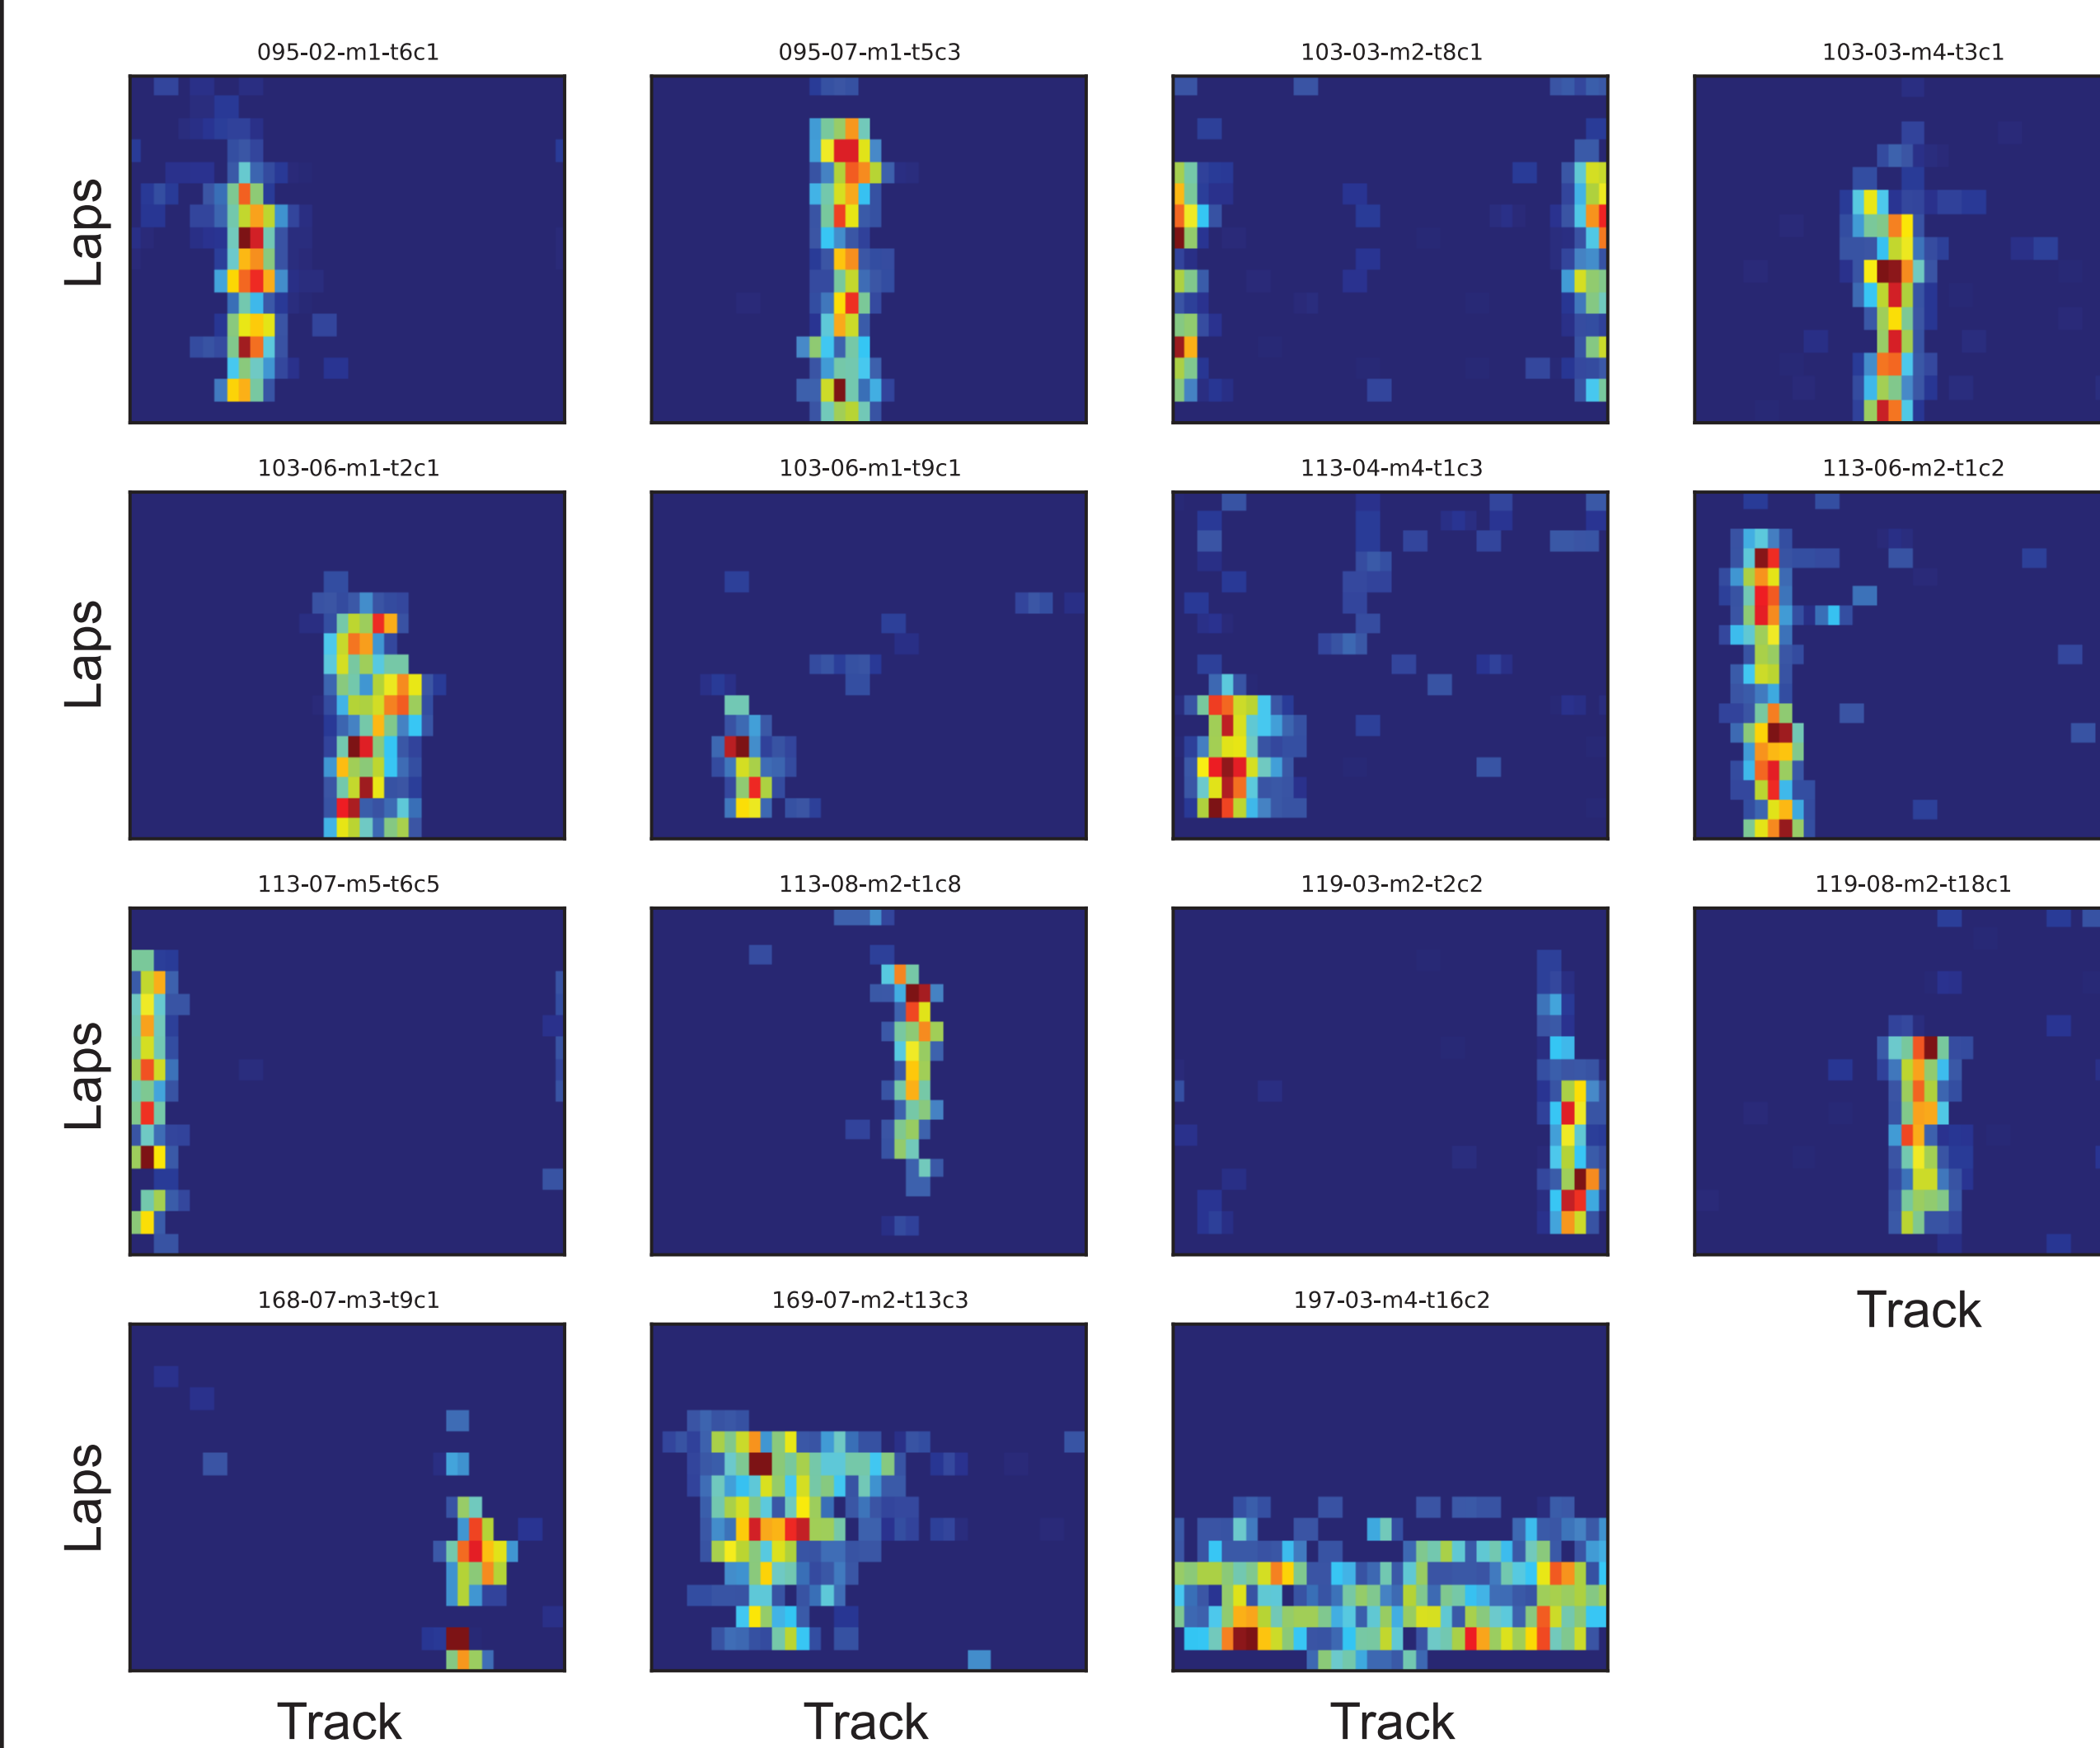 095-02-m1-t6c1 095-07-m1-t5c3 103-03-m2-t8c1 103-03-m4-t3c1
Laps
103-06-m1-t2c1 103-06-m1-t9c1 113-04-m4-t1c3 113-06-m2-t1c2
Laps
113-07-m5-t6c5 113-08-m2-t1c8 119-03-m2-t2c2 119-08-m2-t18c1
Laps
168-07-m3-t9c1 169-07-m2-t13c3 197-03-m4-t16c2 Track
Laps
Track Track Track